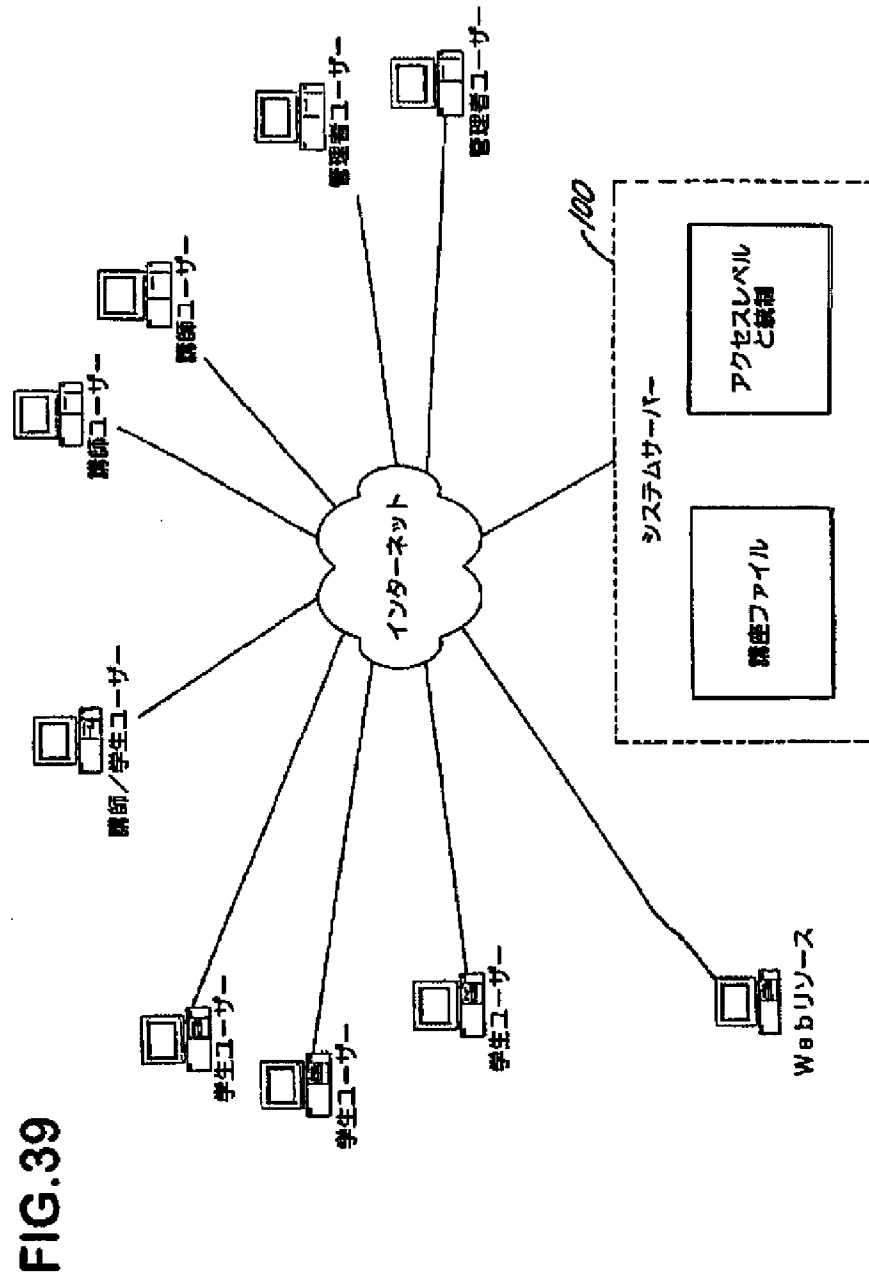 FIG.39
学生ユーザー
学生ユーザー
学生ユーザー
講師／学生ユーザー
講師ユーザー
講師ユーザー
管理者ユーザー
管理者ユーザー
インターネット
Webリソース
100
システムサーバー
講座ファイル
アクセスレベル
と統制